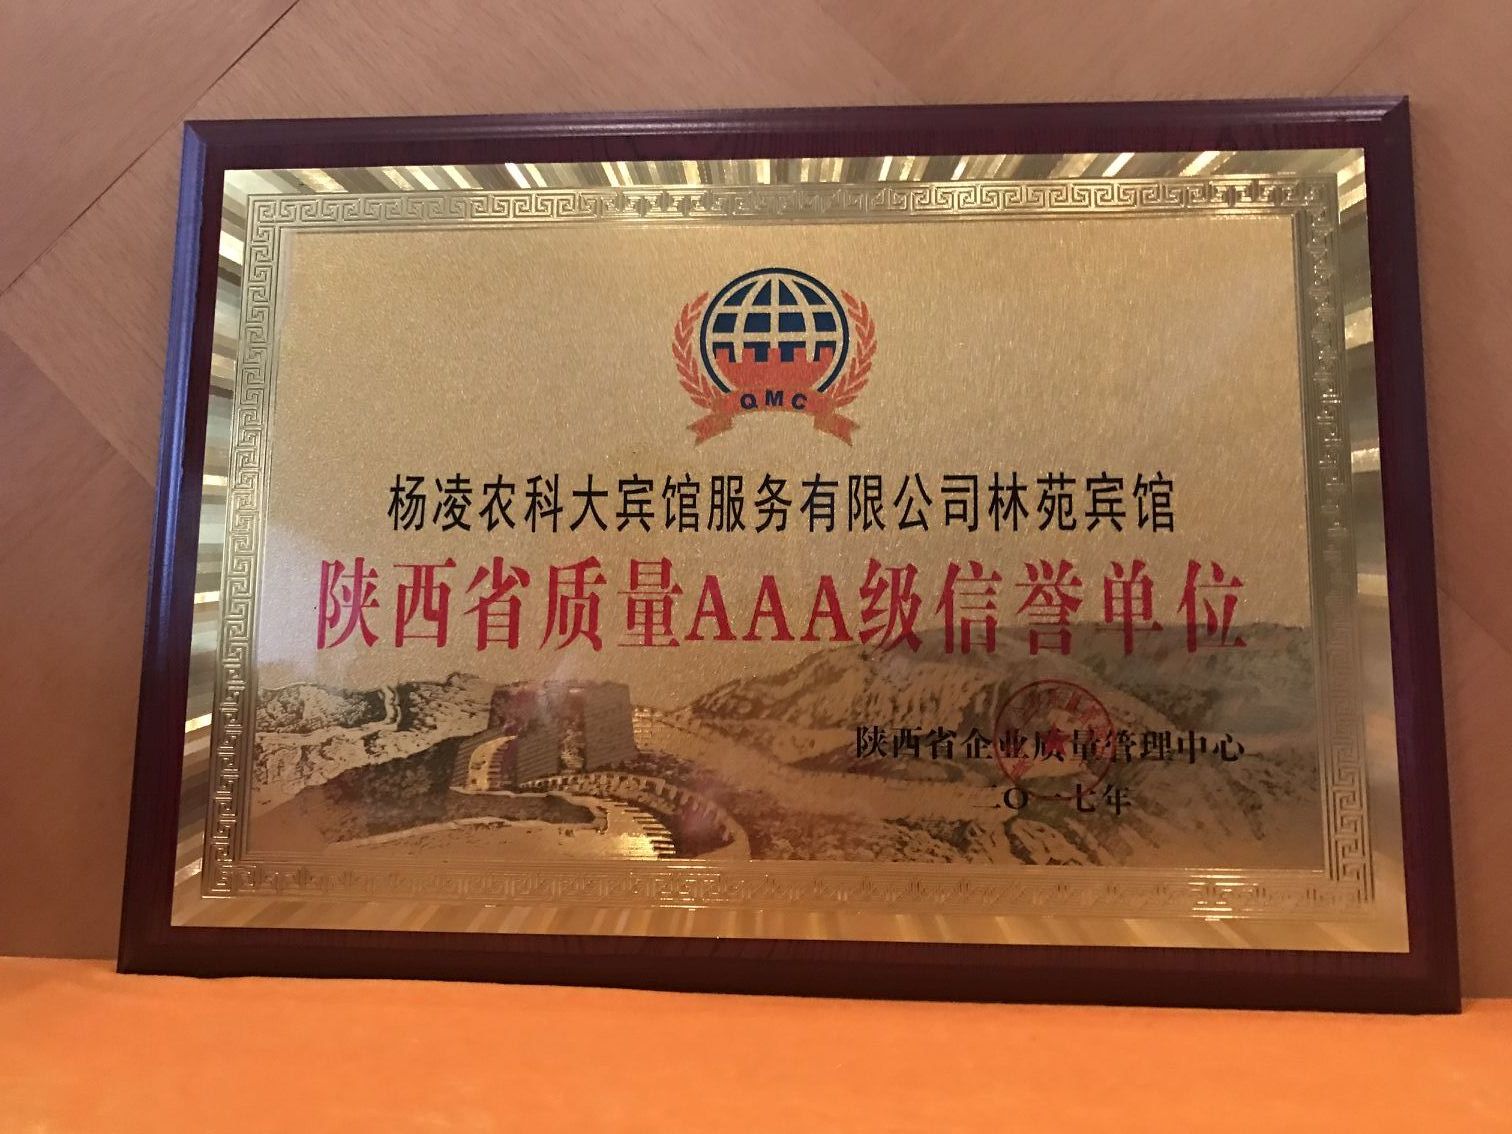 QMC
杨凌农科大宾馆服务有限公司林苑宾馆
陕西省质量AAA级信誉单位
陕西省企业质量管理中心
二〇一七年